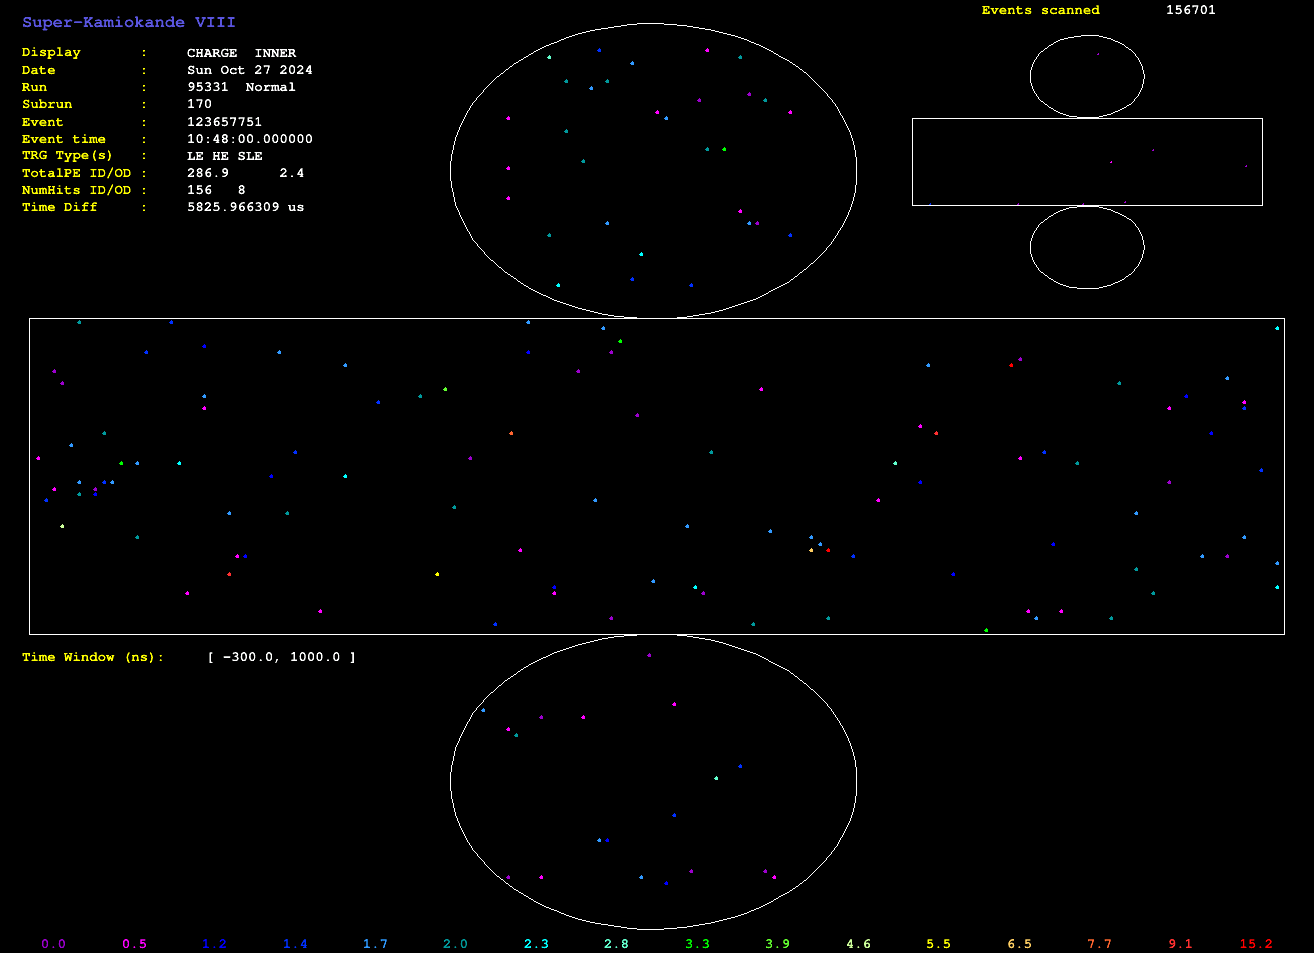 Super-Kamiokande VIII
Events scanned 156701
Display : CHARGE INNER
Date : Sun Oct 27 2024
Run : 95331 Normal
Subrun : 170
Event : 123657751
Event time : 10:48:00.000000
TRG Type(s) : LE HE SLE
TotalPE ID/OD : 286.9 2.4
NumHits ID/OD : 156 8
Time Diff : 5825.966309 us
Time Window (ns): [ -300.0, 1000.0 ]
0.0 0.5 1.2 1.4 1.7 2.0 2.3 2.8 3.3 3.9 4.6 5.5 6.5 7.7 9.1 15.2